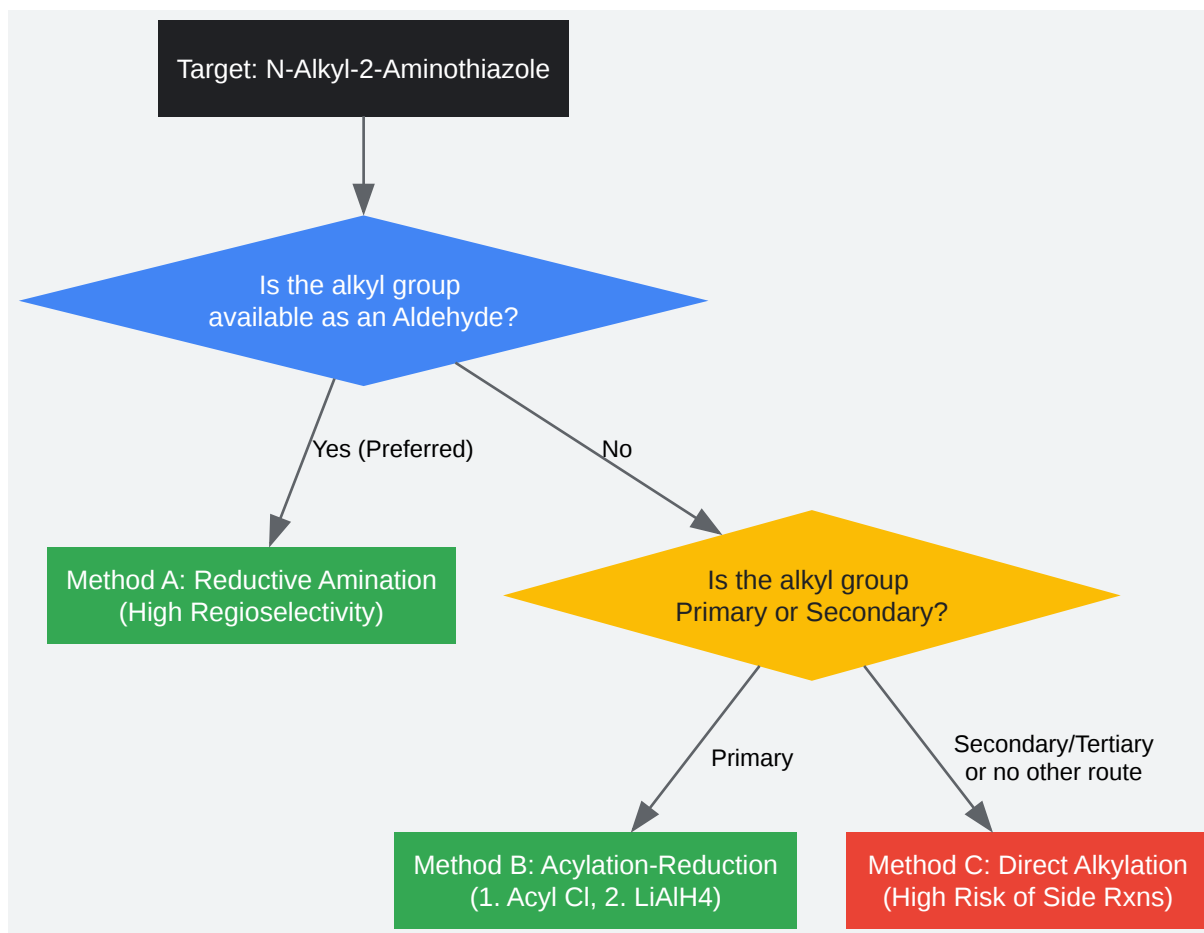 Target: N-Alkyl-2-Aminothiazole
Is the alkyl group
available as an Aldehyde?
Yes (Preferred)
No
Method A: Reductive Amination
(High Regioselectivity)
Is the alkyl group
Primary or Secondary?
Primary
Secondary/Tertiary
or no other route
Method B: Acylation-Reduction
(1. Acyl Cl, 2. LiAlH4)
Method C: Direct Alkylation
(High Risk of Side Rxns)